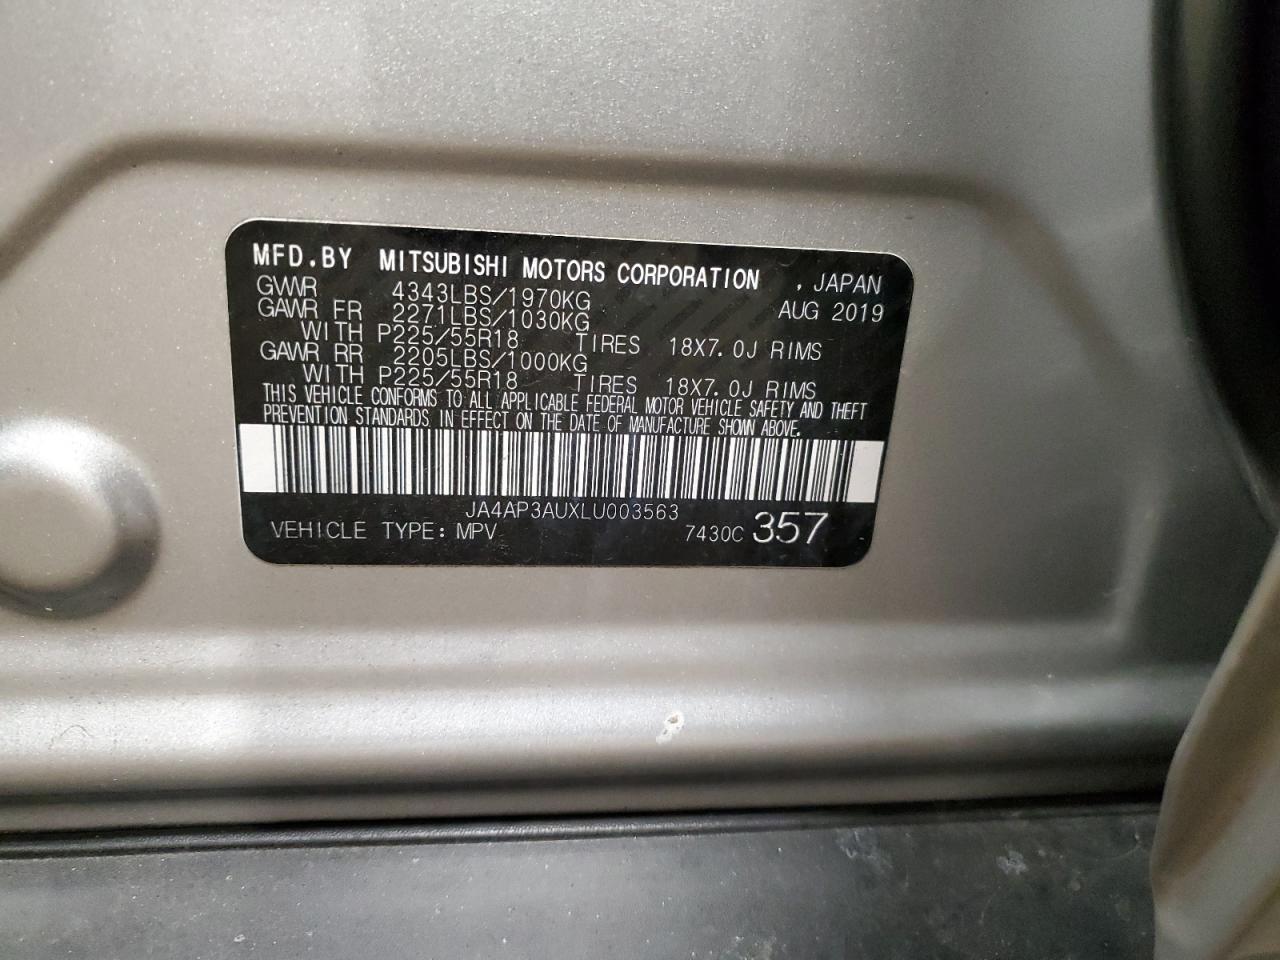 MFD.BY MITSUBISHI MOTORS CORPORATION , JAPAN
GVWR 4343LBS/1970KG AUG 2019
GAWR FR 2271LBS/1030KG
WITH P225/55R18 TIRES 18X7.0J RIMS
GAWR RR 2205LBS/1000KG
WITH P225/55R18 TIRES 18X7.0J RIMS
THIS VEHICLE CONFORMS TO ALL APPLICABLE FEDERAL MOTOR VEHICLE SAFETY AND THEFT
PREVENTION STANDARDS IN EFFECT ON THE DATE OF MANUFACTURE SHOWN ABOVE.
JA4AP3AUXLU003563
VEHICLE TYPE: MPV 7430C 357